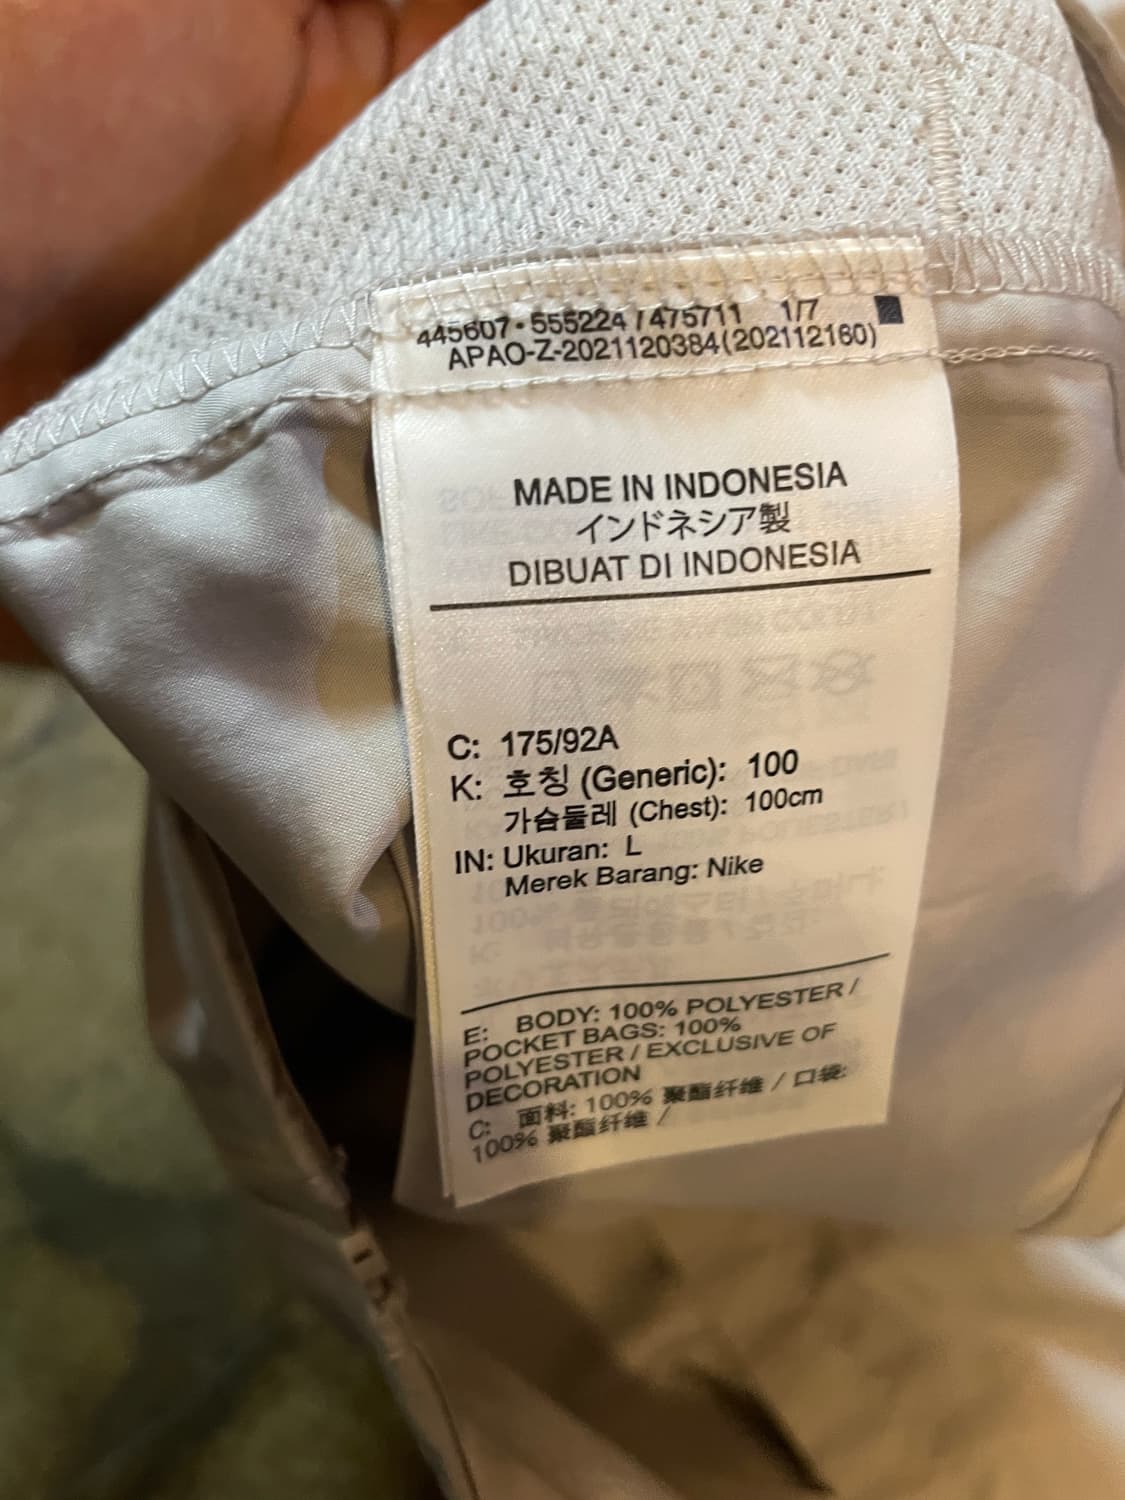 445607-555224 / 475711 1/7
APAO-Z-2021120384(202112160)
MADE IN INDONESIA
インドネシア製
DIBUAT DI INDONESIA
C: 175/92A
K: 호칭 (Generic): 100
가슴둘레 (Chest): 100cm
IN: Ukuran: L
Merek Barang: Nike
E: BODY: 100% POLYESTER /
POCKET BAGS: 100%
POLYESTER / EXCLUSIVE OF
DECORATION
C: 面料: 100% 聚酯纤维 / 口袋:
100% 聚酯纤维 /